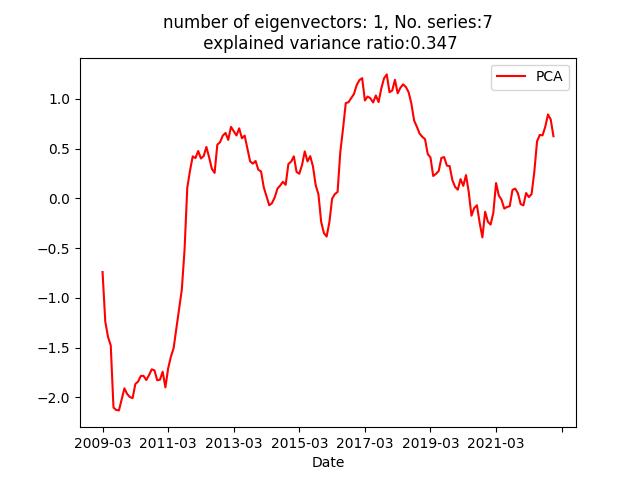 number of eigenvectors: 1, No. series:7
explained variance ratio:0.347
PCA
1.0
0.5
0.0
−0.5
−1.0
−1.5
−2.0
2009-03 2011-03 2013-03 2015-03 2017-03 2019-03 2021-03
Date